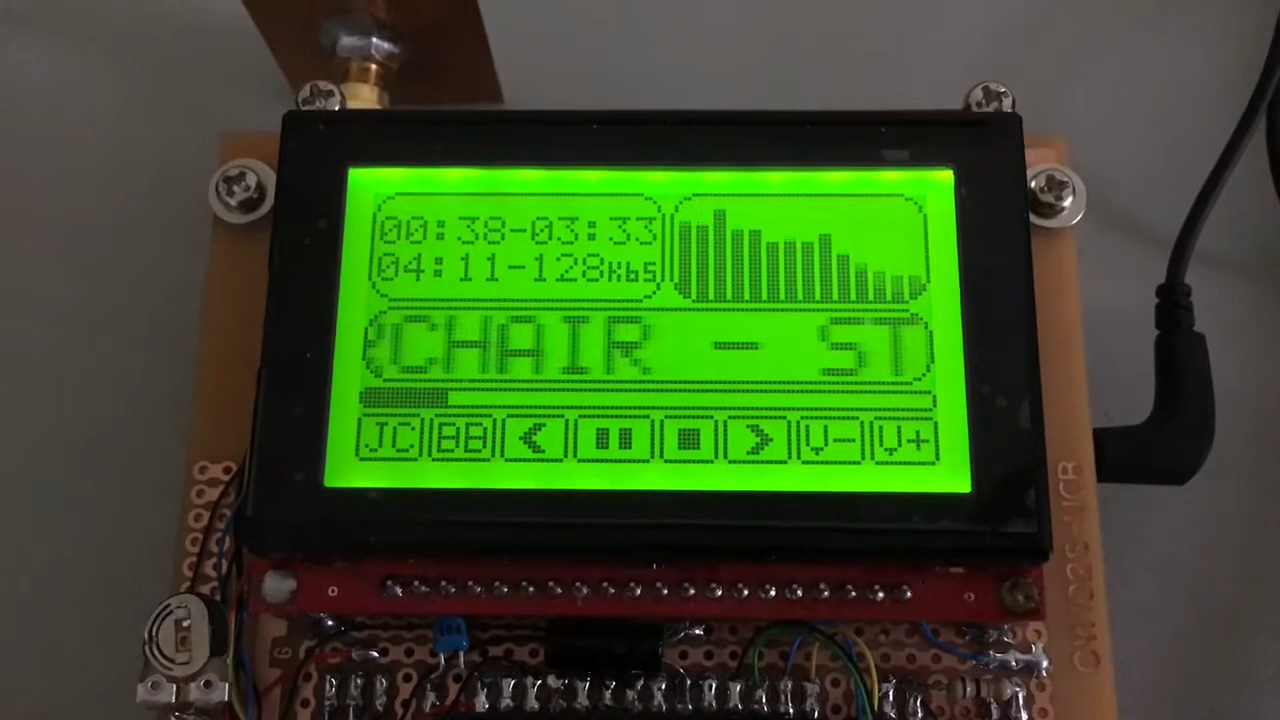 00:38-03:33
04:11-128Kbs
CHAIR - ST
JC BB V- V+
G